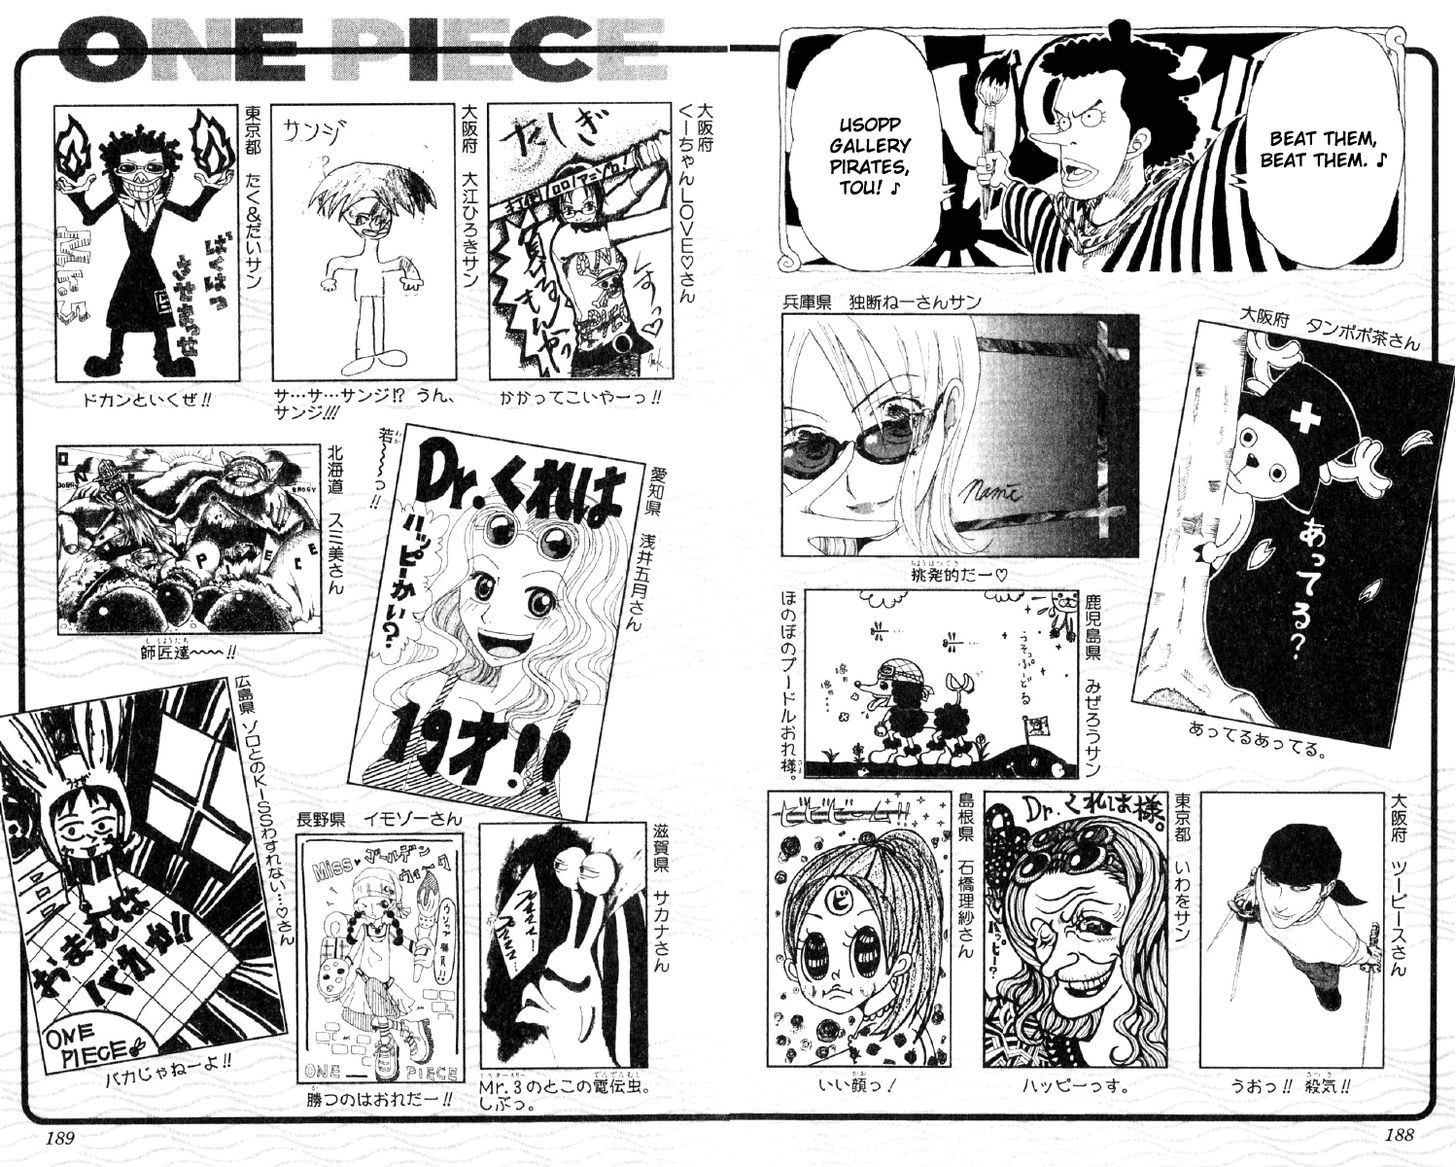 BEAT THEM,
BEAT THEM. ♪
USOPP
GALLERY
PIRATES,
TOU! ♪
大阪府 タンポポ茶さん
あってる?
あってるあってる。
兵庫県 独断ねーさんサン
Nami
挑発的だー♡
鹿児島県 みぜろうサン
うそっぷーどる
ほのぼのプードルおれ様。
大阪府 ツーピースさん
うおっ!! 殺気!!
東京都 いわをサン
Dr.くれは様。
ハッピー?
ハッピーっす。
島根県 石橋理紗さん
ビビビーム!!
ビ
いい顔っ!
188
ONE PIECE
大阪府 くーちゃんLOVE♡さん
たしぎ
かかってこいやーっ!!
大阪府 大江ひろきサン
サンジ
サ…サ…サンジ!? うん、
サンジ!!!
東京都 たく&だいサン
ドカンといくぜ!!
愛知県 浅井五月さん
Dr.くれは
ハッピーかい?
19才!!
若~~~っ!!
北海道 スミ美さん
師匠達~~~!!
滋賀県 サカナさん
Mr.3のとこの電伝虫。
しぶっ。
長野県 イモゾーさん
Miss・ゴールデン
ウィーク
ONE PIECE
勝つのはおれだー!!
広島県 ゾロとのKISSわすれない…♡さん
おまれは
バカか!!
ONE
PIECE
バカじゃねーよ!!
189